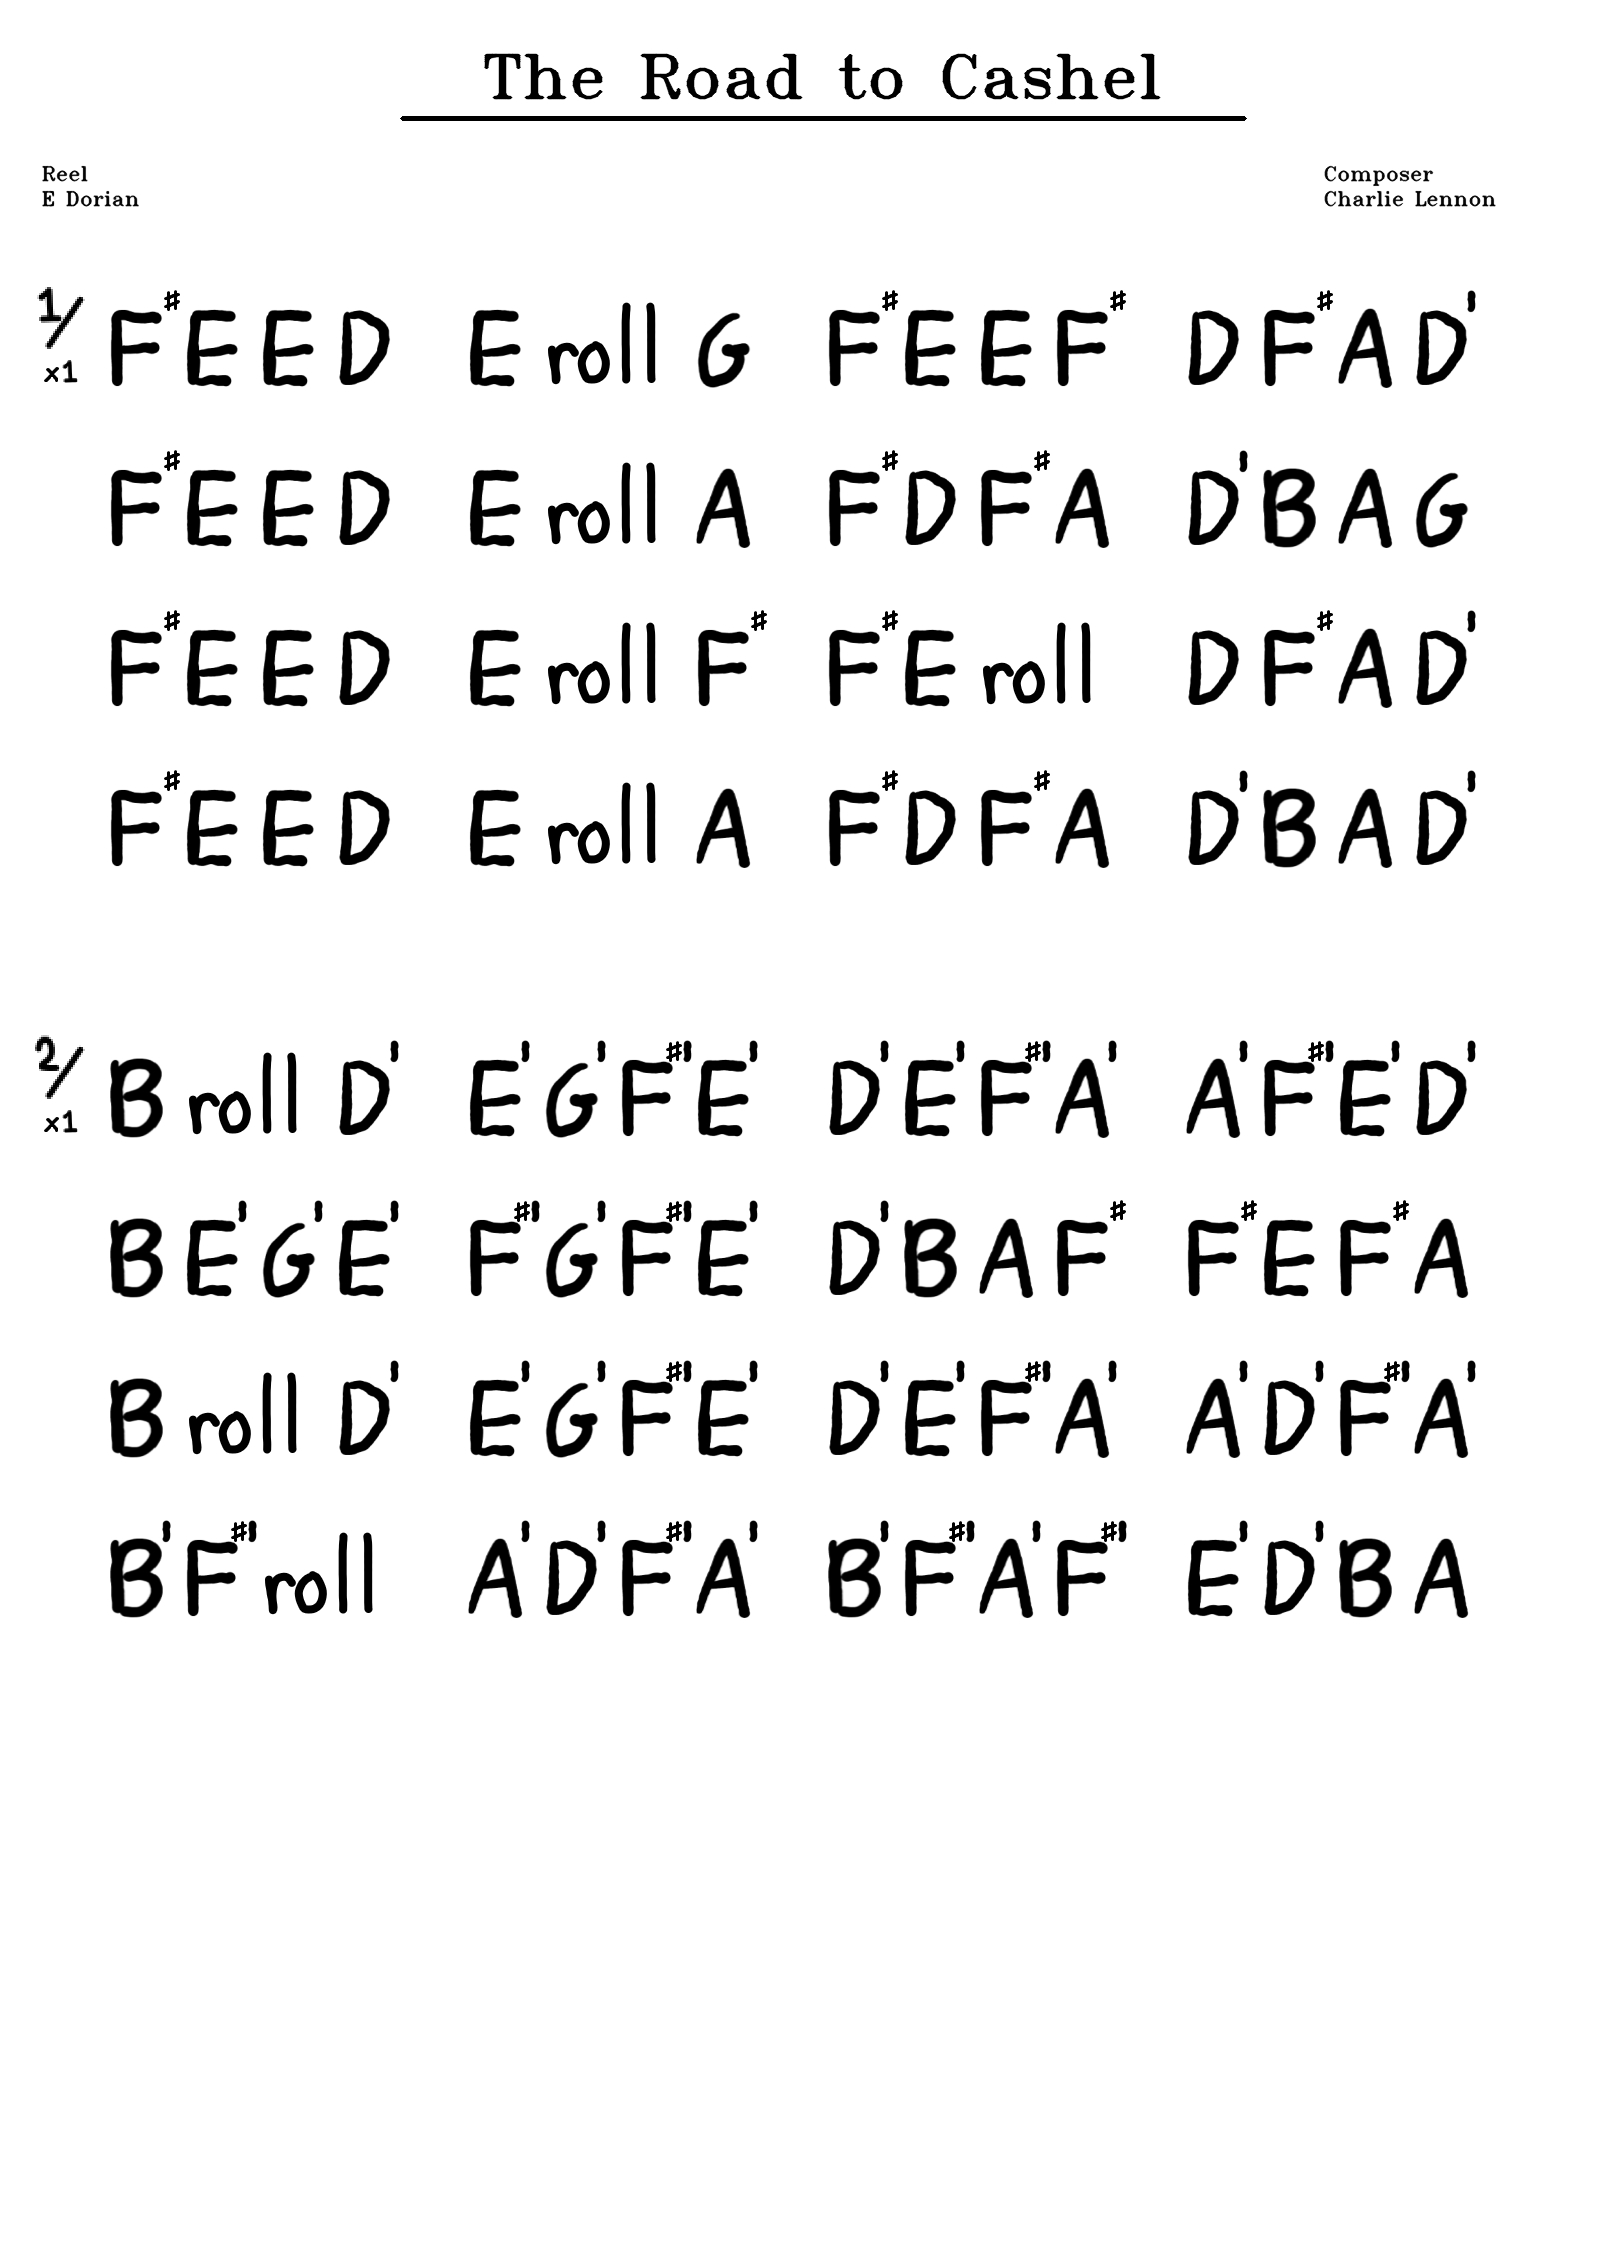 The Road to Cashel
Reel
E Dorian
Composer
Charlie Lennon
1/ x1 F♯EED E roll G F♯EEF♯ DF♯AD'
F♯EED E roll A F♯DF♯A D'BAG
F♯EED E roll F♯ F♯E roll DF♯AD'
F♯EED E roll A F♯DF♯A D'BAD'
2/ x1 B roll D' E'G'F♯'E' D'E'F♯'A' A'F♯'E'D'
BE'G'E' F♯'G'F♯'E' D'BAF♯ F♯EF♯A
B roll D' E'G'F♯'E' D'E'F♯'A' A'D'F♯'A'
B'F♯' roll A'D'F♯'A' B'F♯'A'F♯' E'D'BA